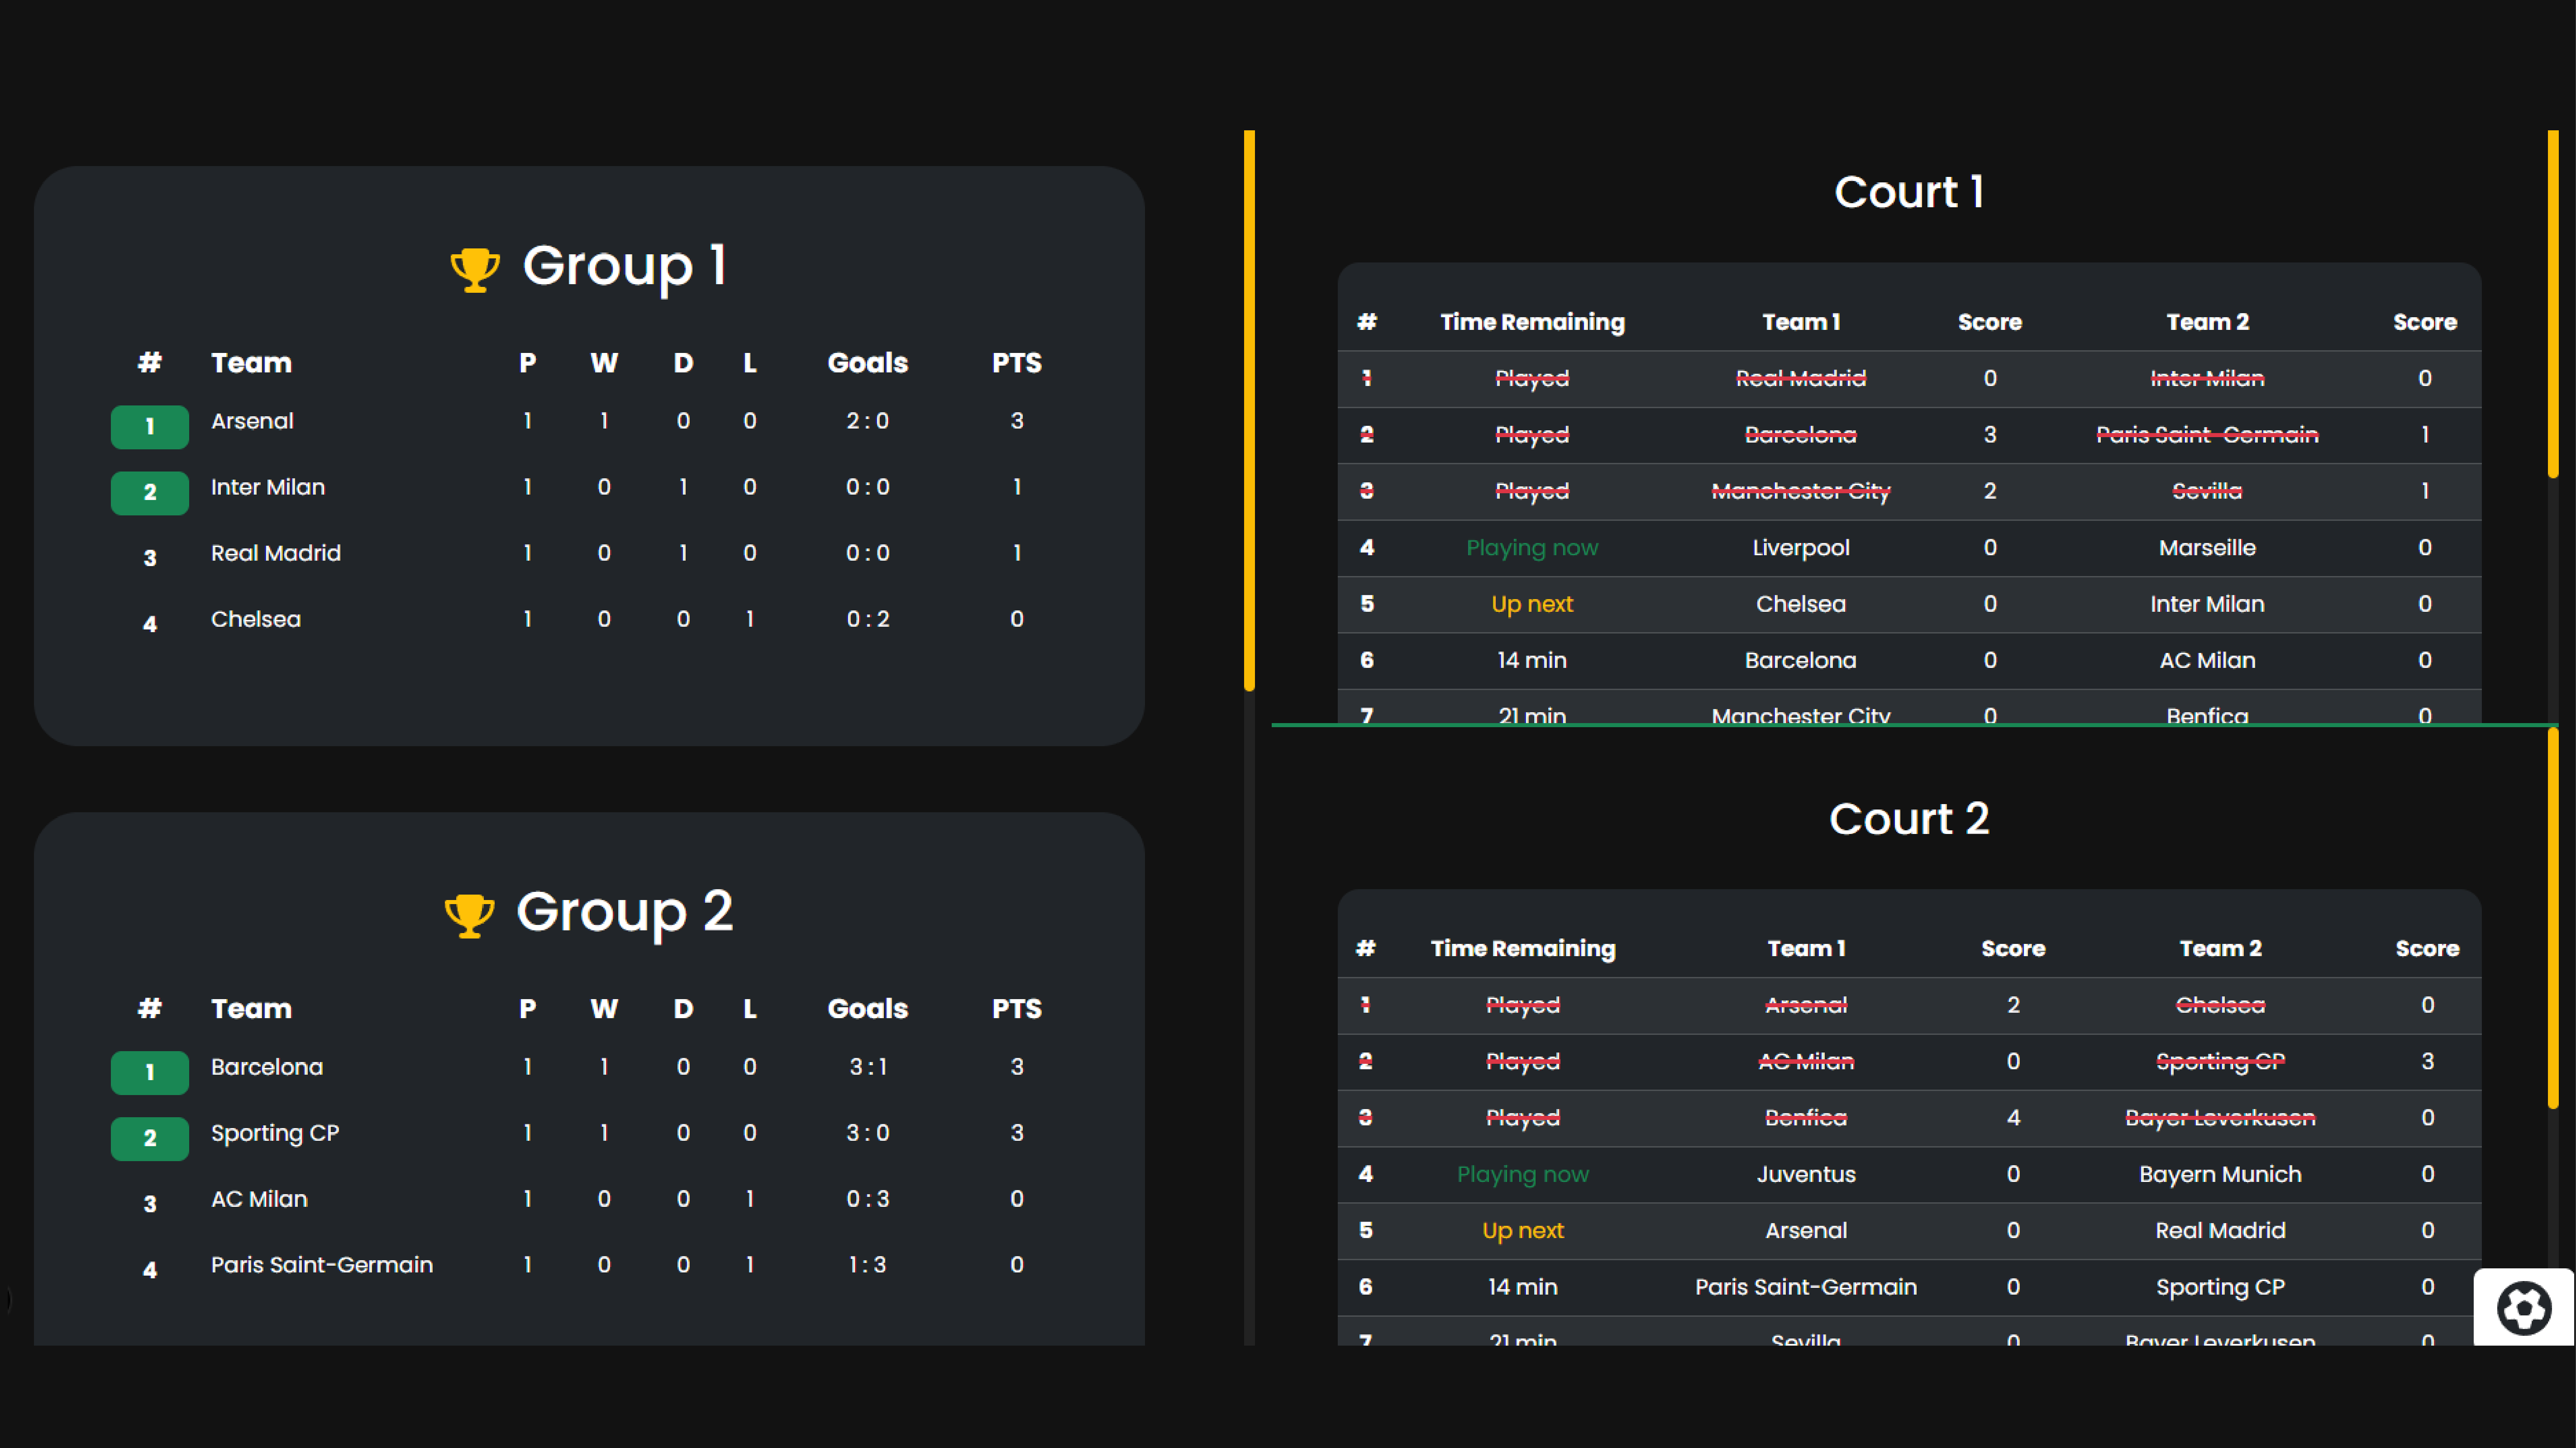 Group 1
# Team P W D L Goals PTS
1 Arsenal 1 1 0 0 2 : 0 3
2 Inter Milan 1 0 1 0 0 : 0 1
3 Real Madrid 1 0 1 0 0 : 0 1
4 Chelsea 1 0 0 1 0 : 2 0
Group 2
# Team P W D L Goals PTS
1 Barcelona 1 1 0 0 3 : 1 3
2 Sporting CP 1 1 0 0 3 : 0 3
3 AC Milan 1 0 0 1 0 : 3 0
4 Paris Saint-Germain 1 0 0 1 1 : 3 0
Court 1
# Time Remaining Team 1 Score Team 2 Score
1 Played Real Madrid 0 Inter Milan 0
2 Played Barcelona 3 Paris Saint-Germain 1
3 Played Manchester City 2 Sevilla 1
4 Playing now Liverpool 0 Marseille 0
5 Up next Chelsea 0 Inter Milan 0
6 14 min Barcelona 0 AC Milan 0
7 21 min Manchester City 0 Benfica 0
Court 2
# Time Remaining Team 1 Score Team 2 Score
1 Played Arsenal 2 Chelsea 0
2 Played AC Milan 0 Sporting CP 3
3 Played Benfica 4 Bayer Leverkusen 0
4 Playing now Juventus 0 Bayern Munich 0
5 Up next Arsenal 0 Real Madrid 0
6 14 min Paris Saint-Germain 0 Sporting CP 0
7 21 min Sevilla 0 Bayer Leverkusen 0